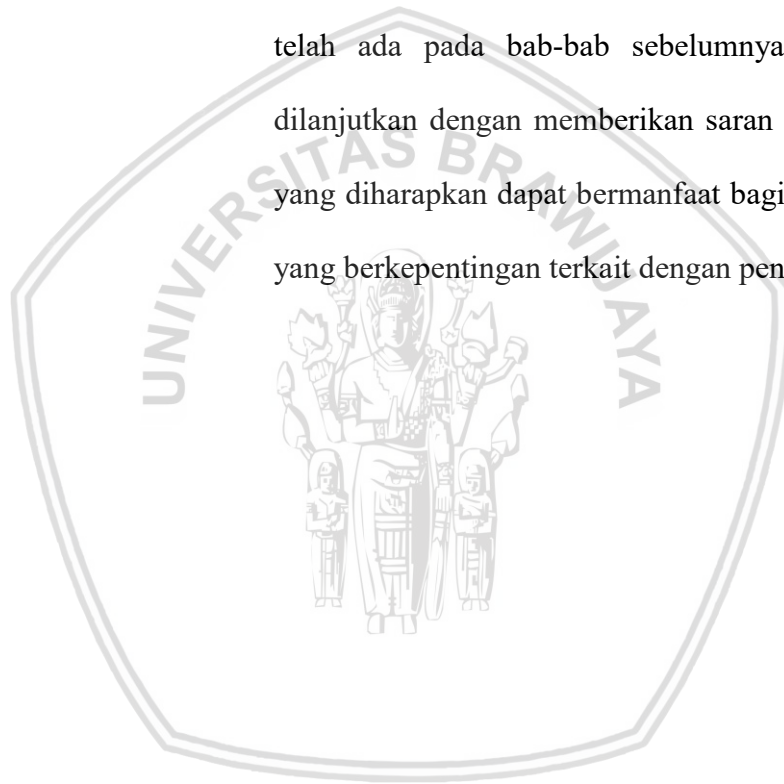 telah ada pada bab-bab sebelumnya
dilanjutkan dengan memberikan saran
yang diharapkan dapat bermanfaat bagi
yang berkepentingan terkait dengan pen
UNIVERSITAS BRAWIJAYA